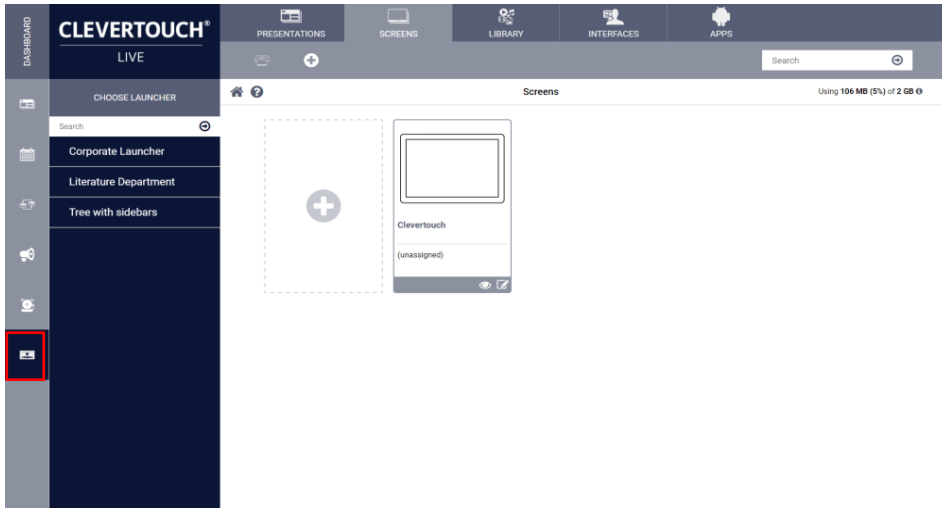 DASHBOARD
CLEVERTOUCH®
LIVE
PRESENTATIONS
SCREENS
LIBRARY
INTERFACES
APPS
Search
CHOOSE LAUNCHER
Search
Corporate Launcher
Literature Department
Tree with sidebars
Screens
Using 106 MB (5%) of 2 GB
Clevertouch
(unassigned)